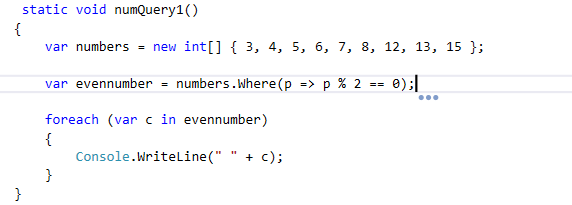 static void numQuery1()
{
var numbers = new int[] { 3, 4, 5, 6, 7, 8, 12, 13, 15 };
var evennumber = numbers.Where(p => p % 2 == 0);
foreach (var c in evennumber)
{
Console.WriteLine(" " + c);
}
}